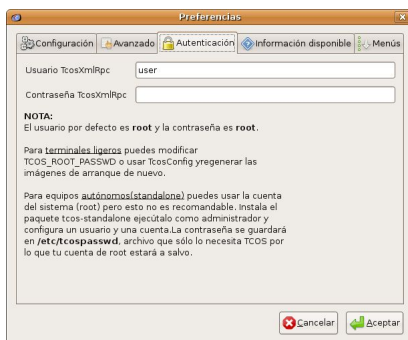 Preferencias
Configuración Avanzado Autenticación Información disponible Menús
Usuario TcosXmlRpc user
Contraseña TcosXmlRpc
NOTA:
El usuario por defecto es root y la contraseña es root.
Para terminales ligeros puedes modificar
TCOS_ROOT_PASSWD o usar TcosConfig yregenerar las
imágenes de arranque de nuevo.
Para equipos autónomos(standalone) puedes usar la cuenta
del sistema (root) pero esto no es recomandable. Instala el
paquete tcos-standalone ejecútalo como administrador y
configura un usuario y una cuenta.La contraseña se guardará
en /etc/tcospasswd, archivo que sólo lo necesita TCOS por
lo que tu cuenta de root estará a salvo.
Cancelar Aceptar